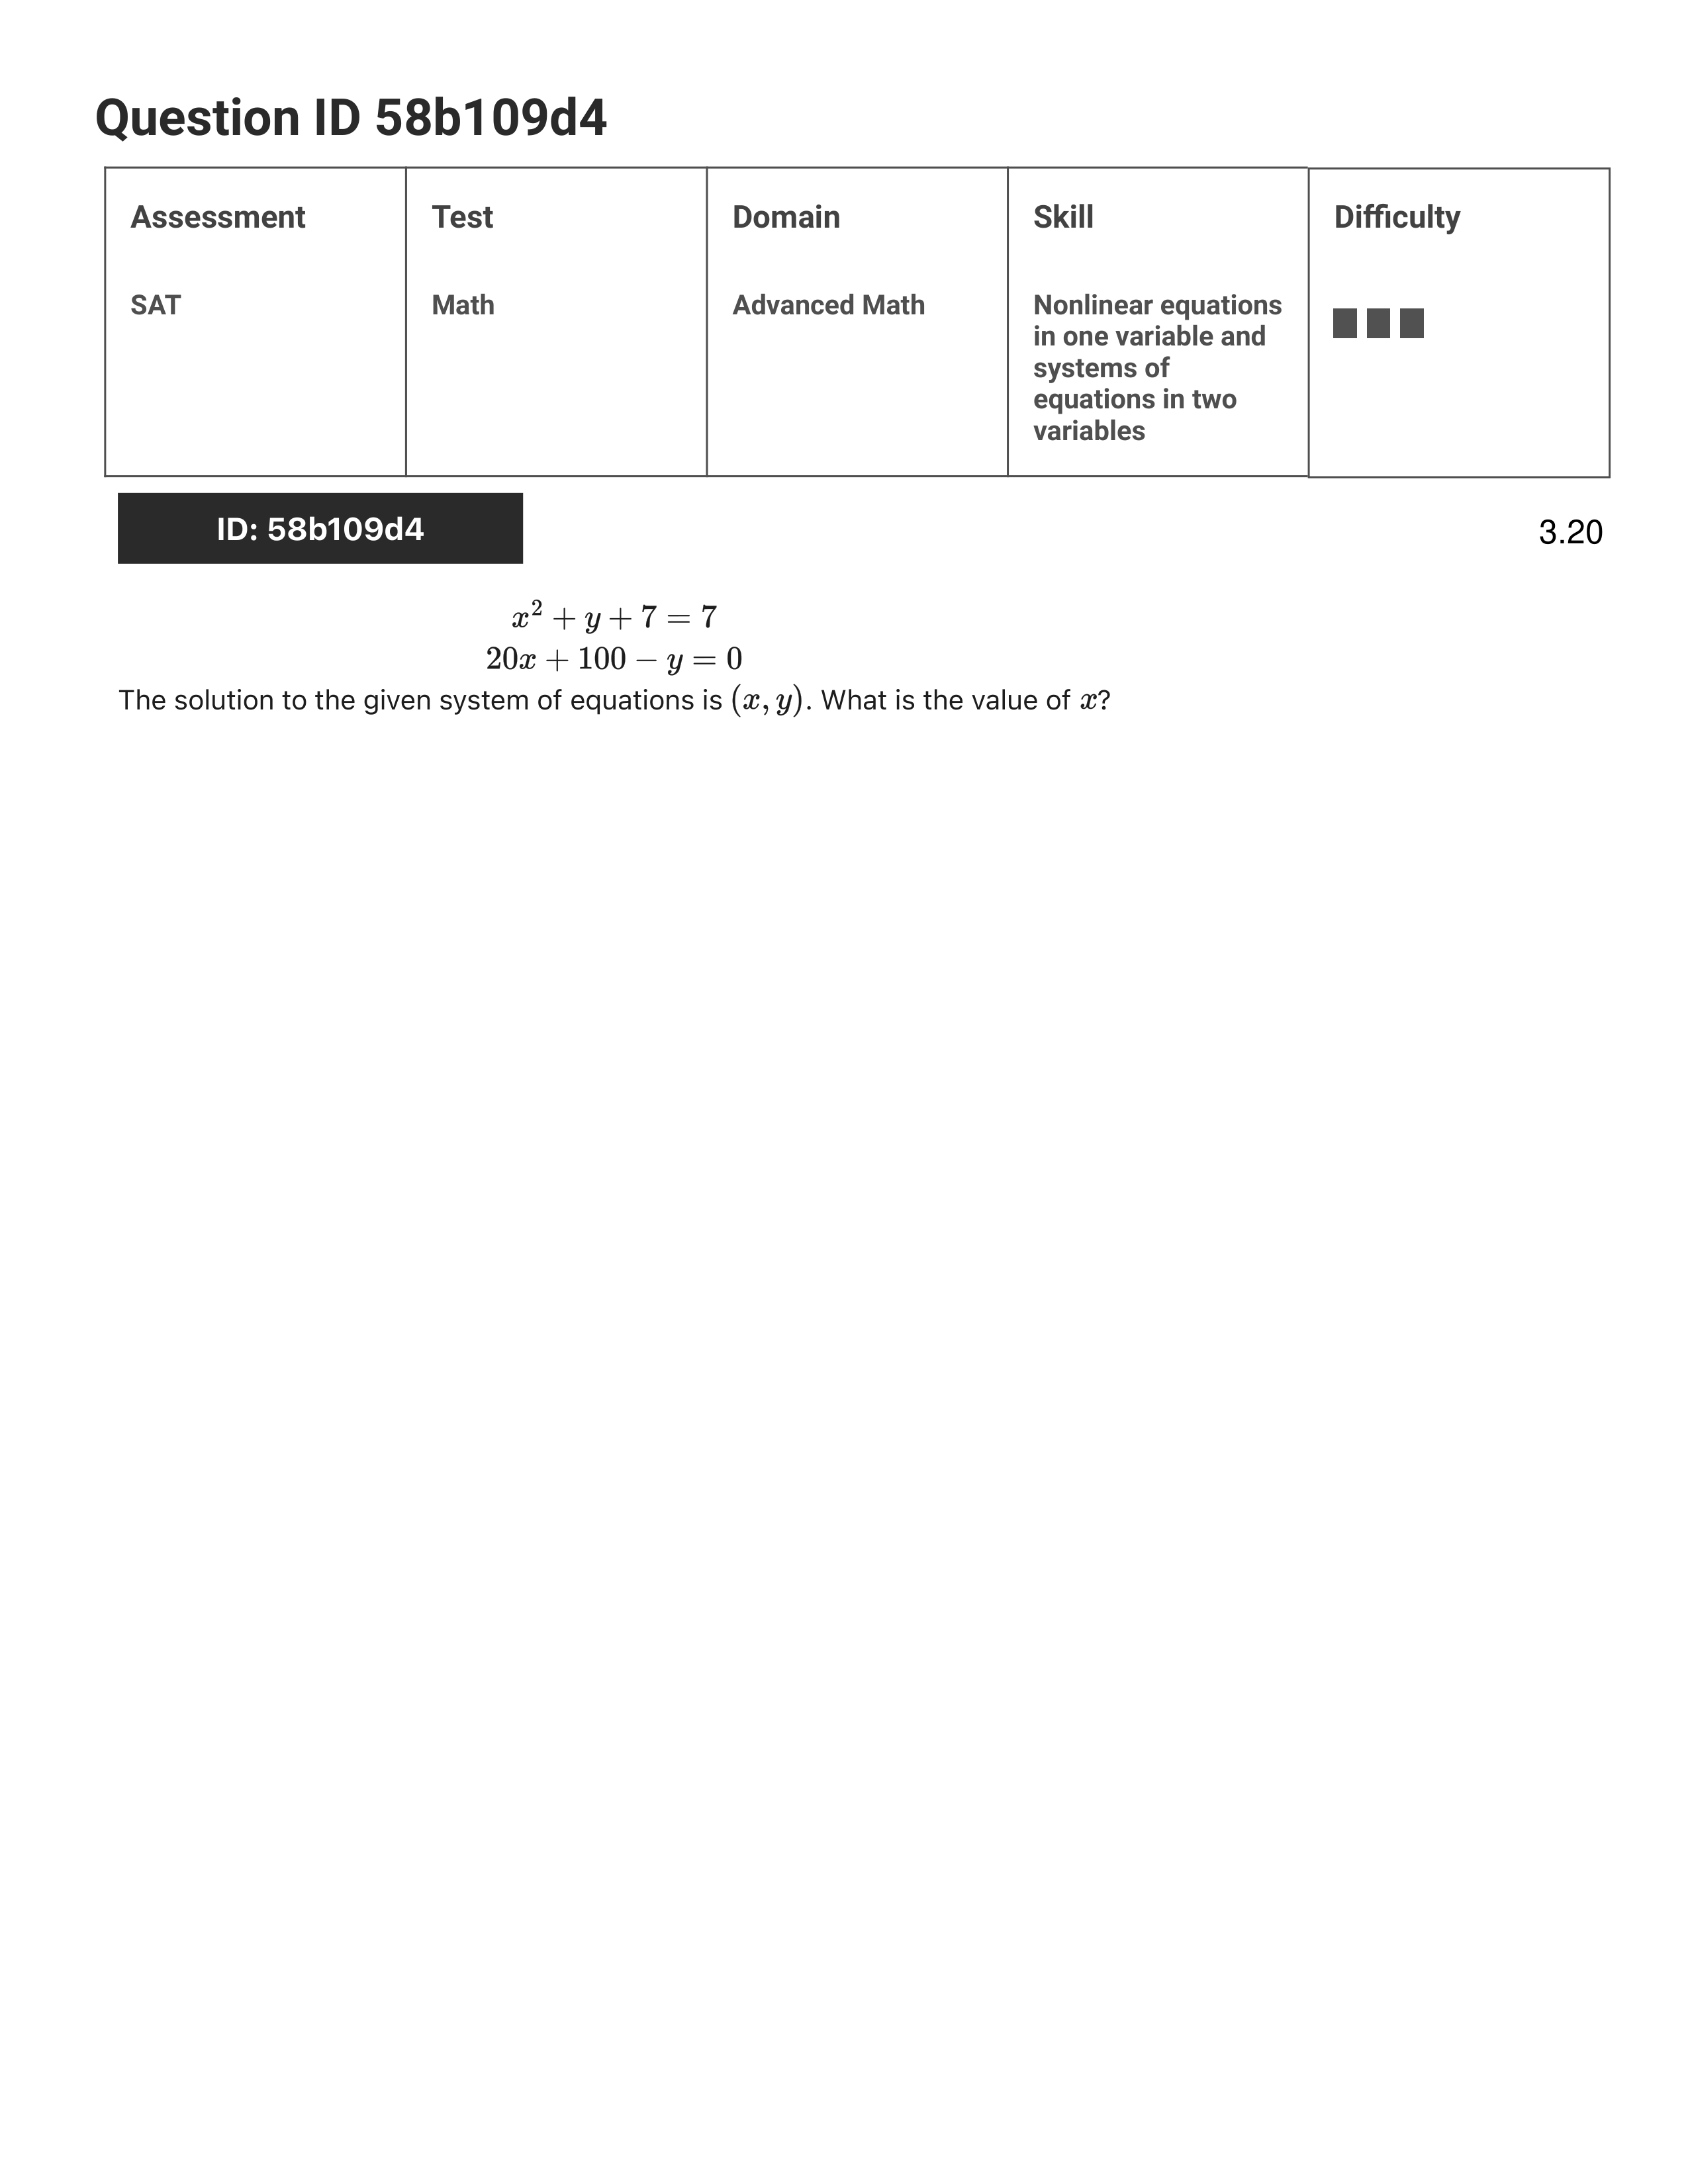 Question ID 58b109d4
Assessment
Test
Domain
Skill
Difficulty
SAT
Math
Advanced Math
Nonlinear equations
in one variable and
systems of
equations in two
variables
ID: 58b109d4
3.20
x² + y + 7 = 7
20x + 100 − y = 0
The solution to the given system of equations is (x, y). What is the value of x?